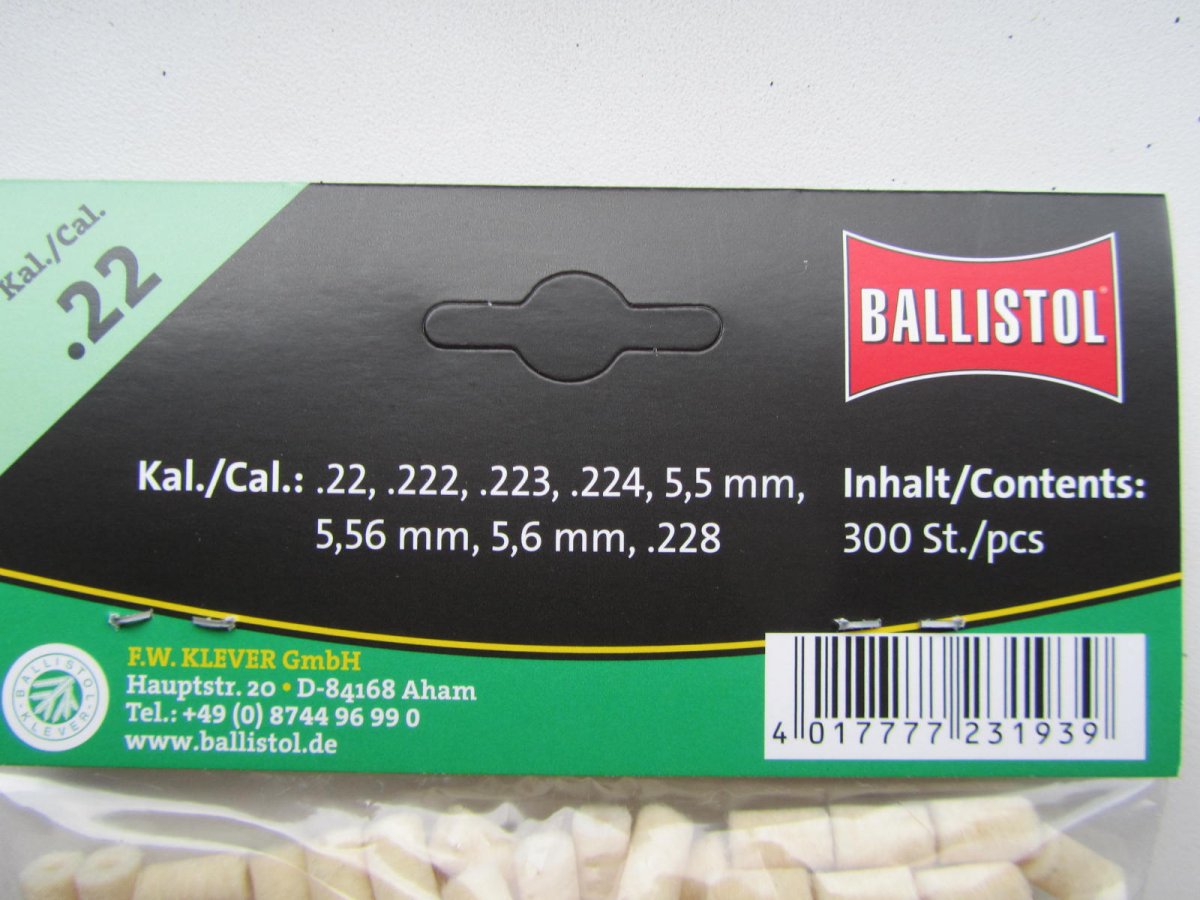 Kal./Cal.
.22
BALLISTOL®
Kal./Cal.: .22, .222, .223, .224, 5,5 mm,
5,56 mm, 5,6 mm, .228
Inhalt/Contents:
300 St./pcs
BALLISTOL
KLEVER
F.W. KLEVER GmbH
Hauptstr. 20 • D-84168 Aham
Tel.: +49 (0) 8744 96 99 0
www.ballistol.de
4 017777 231939